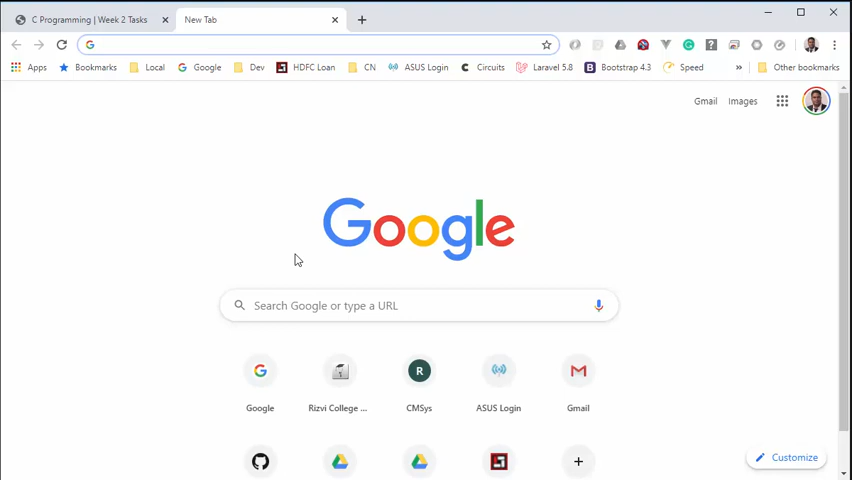 C Programming | Week 2 Tasks
New Tab
Apps Bookmarks Local Google Dev HDFC Loan CN ASUS Login Circuits Laravel 5.8 Bootstrap 4.3 Speed » Other bookmarks
Gmail Images
Google
Search Google or type a URL
R
Google Rizvi College ... CMSys ASUS Login Gmail
Customize